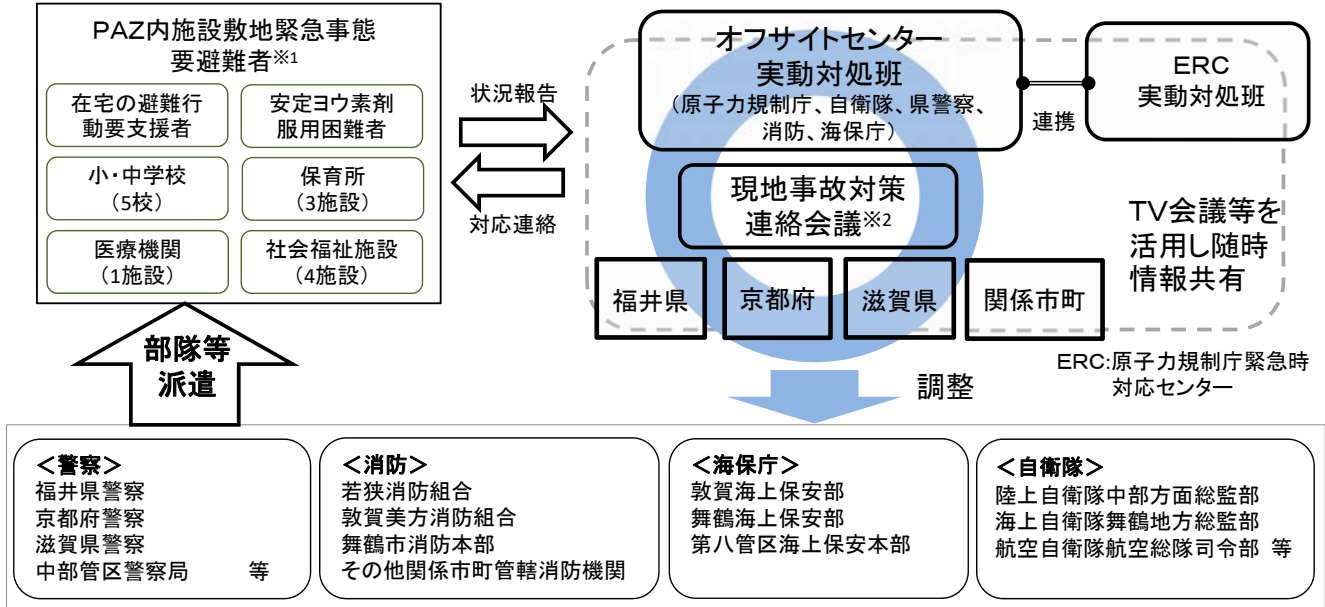 PAZ内施設敷地緊急事態
要避難者※1
在宅の避難行
動要支援者
安定ヨウ素剤
服用困難者
小・中学校
（5校）
保育所
（3施設）
医療機関
（1施設）
社会福祉施設
（4施設）
状況報告
対応連絡
オフサイトセンター
実動対処班
（原子力規制庁、自衛隊、県警察、
消防、海保庁）
連携
ERC
実動対処班
現地事故対策
連絡会議※2
TV会議等を
活用し随時
情報共有
福井県
京都府
滋賀県
関係市町
ERC:原子力規制庁緊急時
対応センター
部隊等
派遣
調整
＜警察＞
福井県警察
京都府警察
滋賀県警察
中部管区警察局 等
＜消防＞
若狭消防組合
敦賀美方消防組合
舞鶴市消防本部
その他関係市町管轄消防機関
＜海保庁＞
敦賀海上保安部
舞鶴海上保安部
第八管区海上保安本部
＜自衛隊＞
陸上自衛隊中部方面総監部
海上自衛隊舞鶴地方総監部
航空自衛隊航空総隊司令部 等